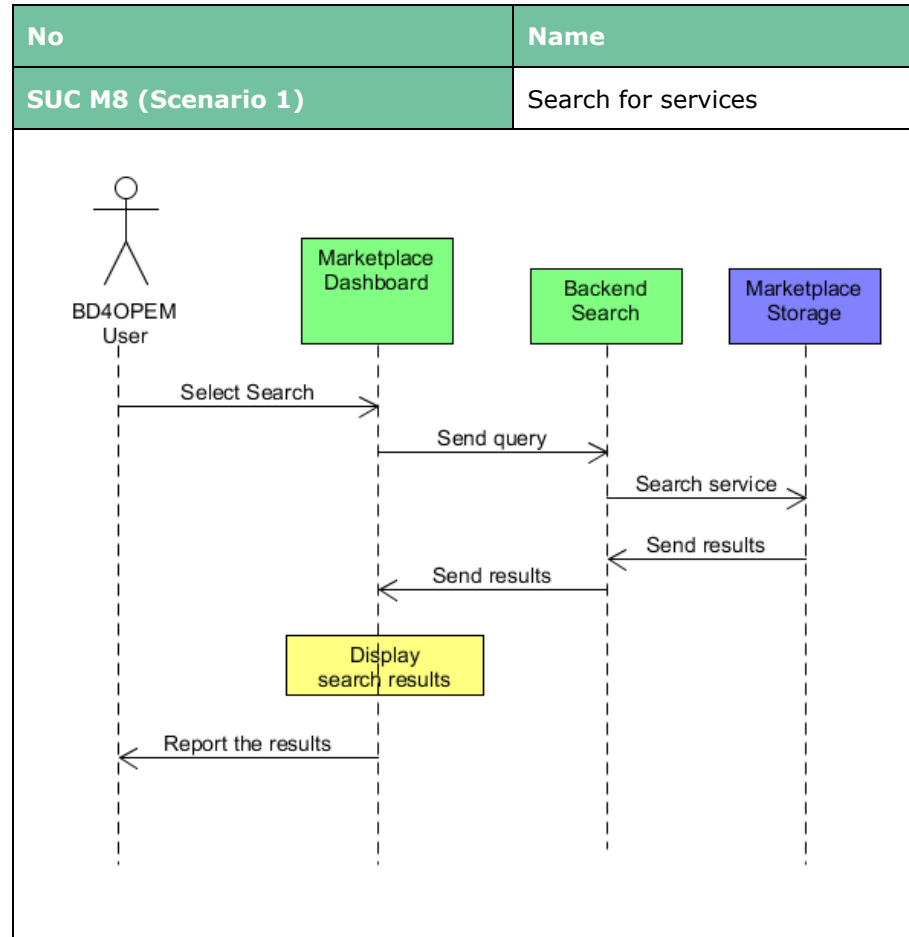 No
Name
SUC M8 (Scenario 1)
Search for services
BD4OPEM
User
Marketplace
Dashboard
Backend
Search
Marketplace
Storage
Select Search
Send query
Search service
Send results
Send results
Display
search results
Report the results